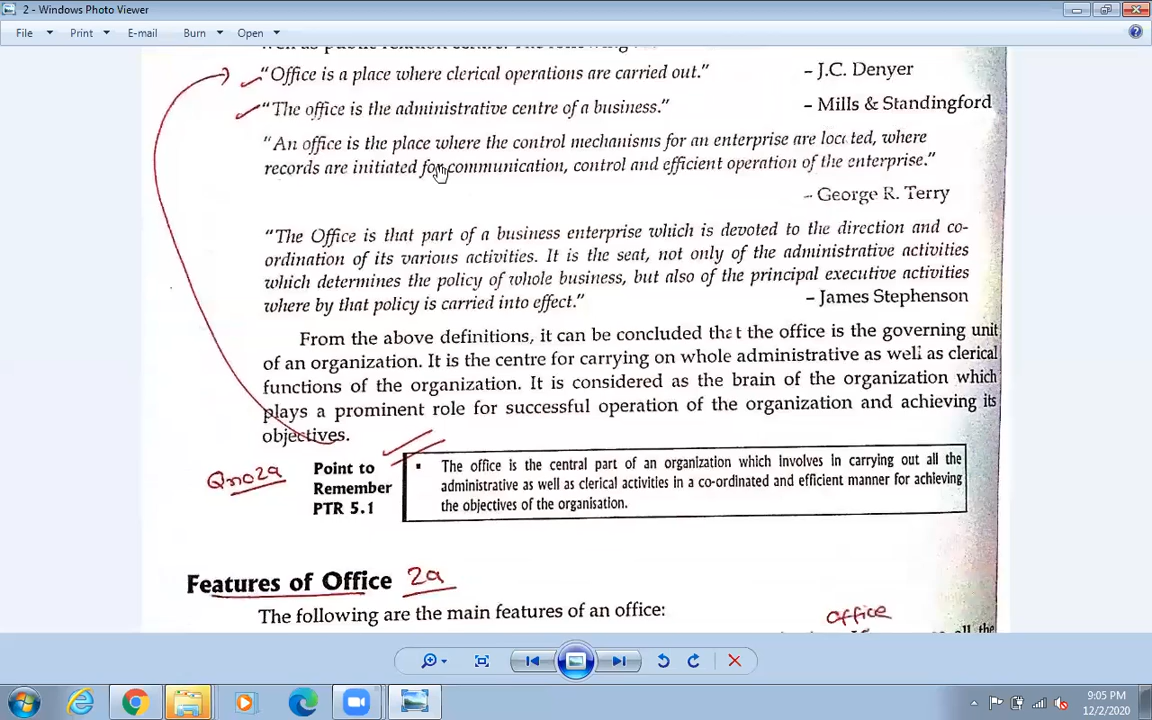 2 - Windows Photo Viewer
File Print E-mail Burn Open
well as public relation centre. The following
"Office is a place where clerical operations are carried out." – J.C. Denyer
"The office is the administrative centre of a business." – Mills & Standingford
"An office is the place where the control mechanisms for an enterprise are located, where
records are initiated for communication, control and efficient operation of the enterprise."
– George R. Terry
"The Office is that part of a business enterprise which is devoted to the direction and co-
ordination of its various activities. It is the seat, not only of the administrative activities
which determines the policy of whole business, but also of the principal executive activities
where by that policy is carried into effect." – James Stephenson
From the above definitions, it can be concluded that the office is the governing unit
of an organization. It is the centre for carrying on whole administrative as well as clerical
functions of the organization. It is considered as the brain of the organization which
plays a prominent role for successful operation of the organization and achieving its
objectives.
Qno2a
Point to
Remember
PTR 5.1
▪ The office is the central part of an organization which involves in carrying out all the
administrative as well as clerical activities in a co-ordinated and efficient manner for achieving
the objectives of the organisation.
Features of Office 2a
The following are the main features of an office:
office
all the
9:05 PM
12/2/2020